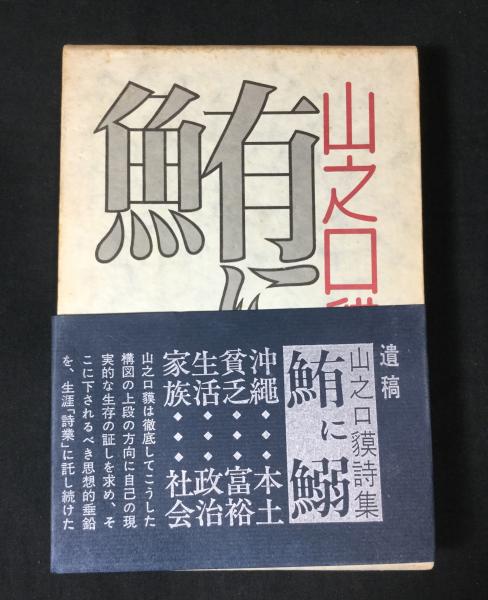 山之口貘
鮪に
遺稿
山之口貘詩集
鮪に鰯
沖縄・・・本土
貧乏・・・富裕
生活・・・政治
家族・・・社会
山之口貘は徹底してこうした
構図の上段の方向に自己の現
実的な生存の証しを求め、そ
こに下されるべき思想的垂鉛
を、生涯「詩業」に託し続けた